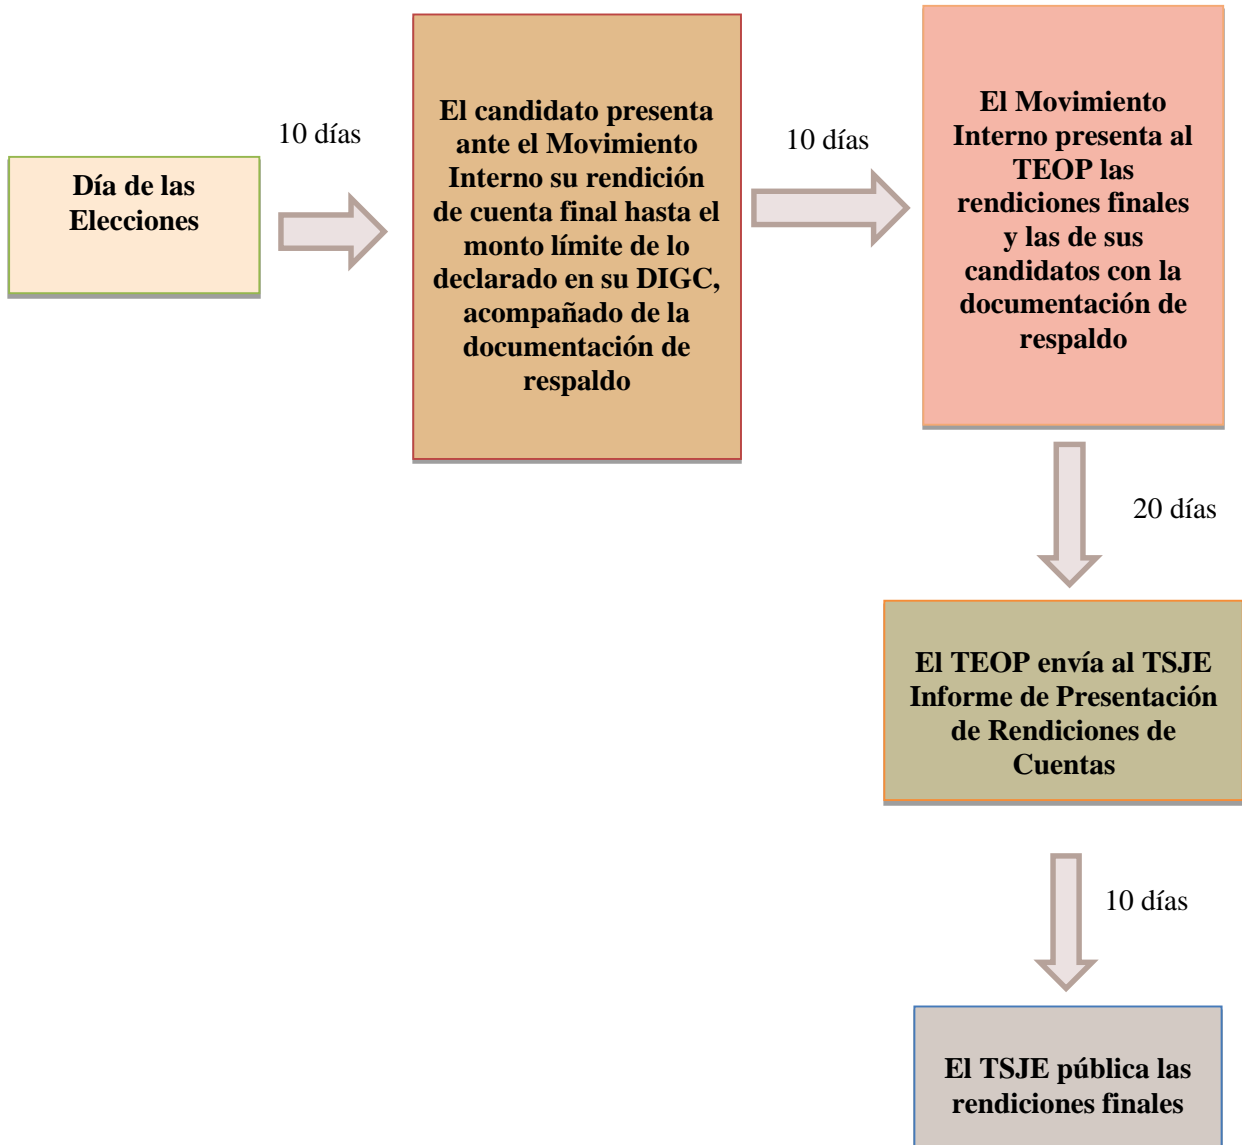 Día de las
Elecciones
10 días
El candidato presenta
ante el Movimiento
Interno su rendición
de cuenta final hasta el
monto límite de lo
declarado en su DIGC,
acompañado de la
documentación de
respaldo
10 días
El Movimiento
Interno presenta al
TEOP las
rendiciones finales
y las de sus
candidatos con la
documentación de
respaldo
20 días
El TEOP envía al TSJE
Informe de Presentación
de Rendiciones de
Cuentas
10 días
El TSJE pública las
rendiciones finales